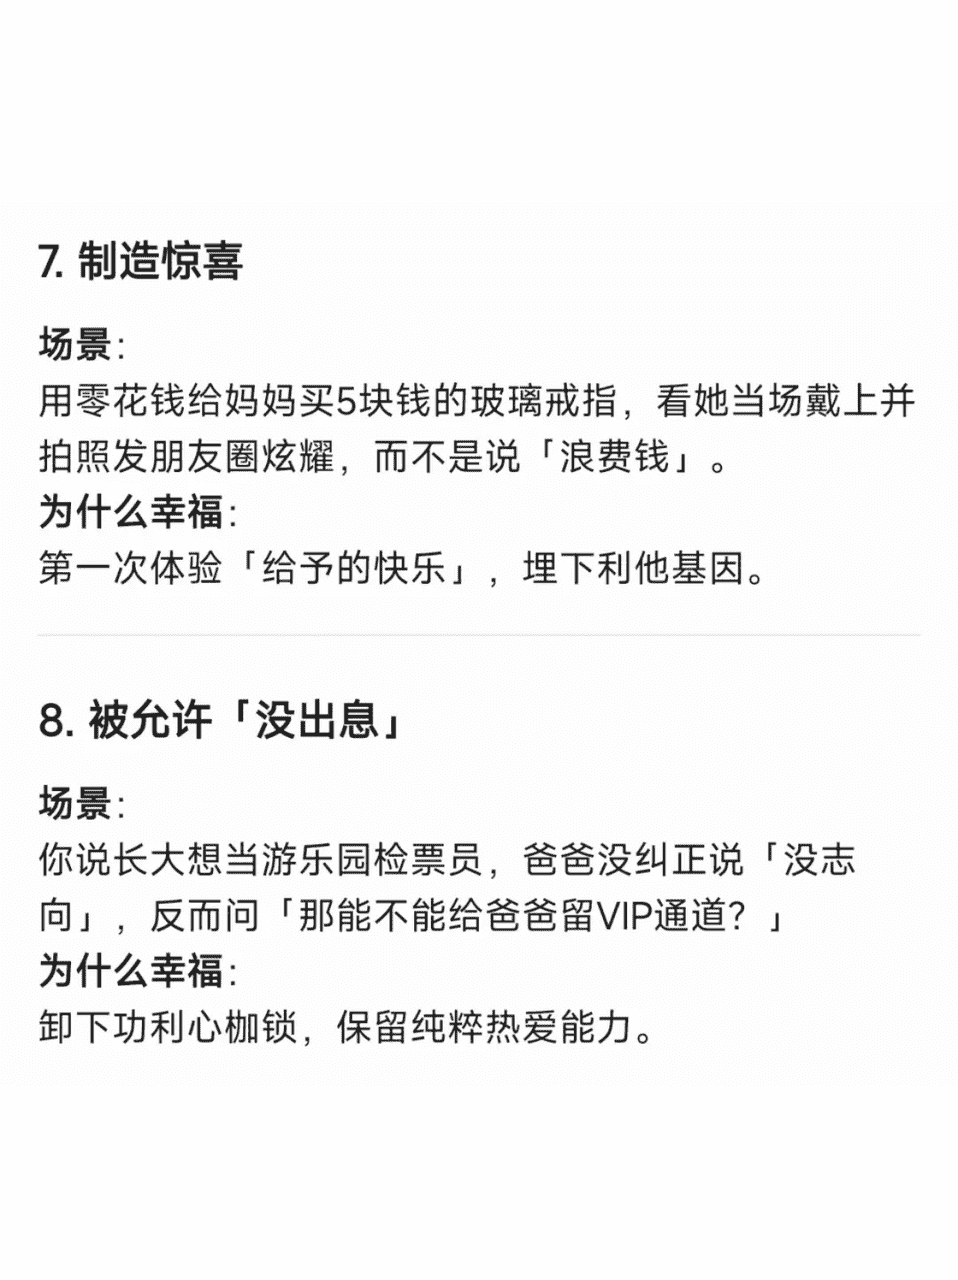 7. 制造惊喜
场景：
用零花钱给妈妈买5块钱的玻璃戒指，看她当场戴上并
拍照发朋友圈炫耀，而不是说「浪费钱」。
为什么幸福：
第一次体验「给予的快乐」，埋下利他基因。
8. 被允许「没出息」
场景：
你说长大想当游乐园检票员，爸爸没纠正说「没志
向」，反而问「那能不能给爸爸留VIP通道？」
为什么幸福：
卸下功利心枷锁，保留纯粹热爱能力。